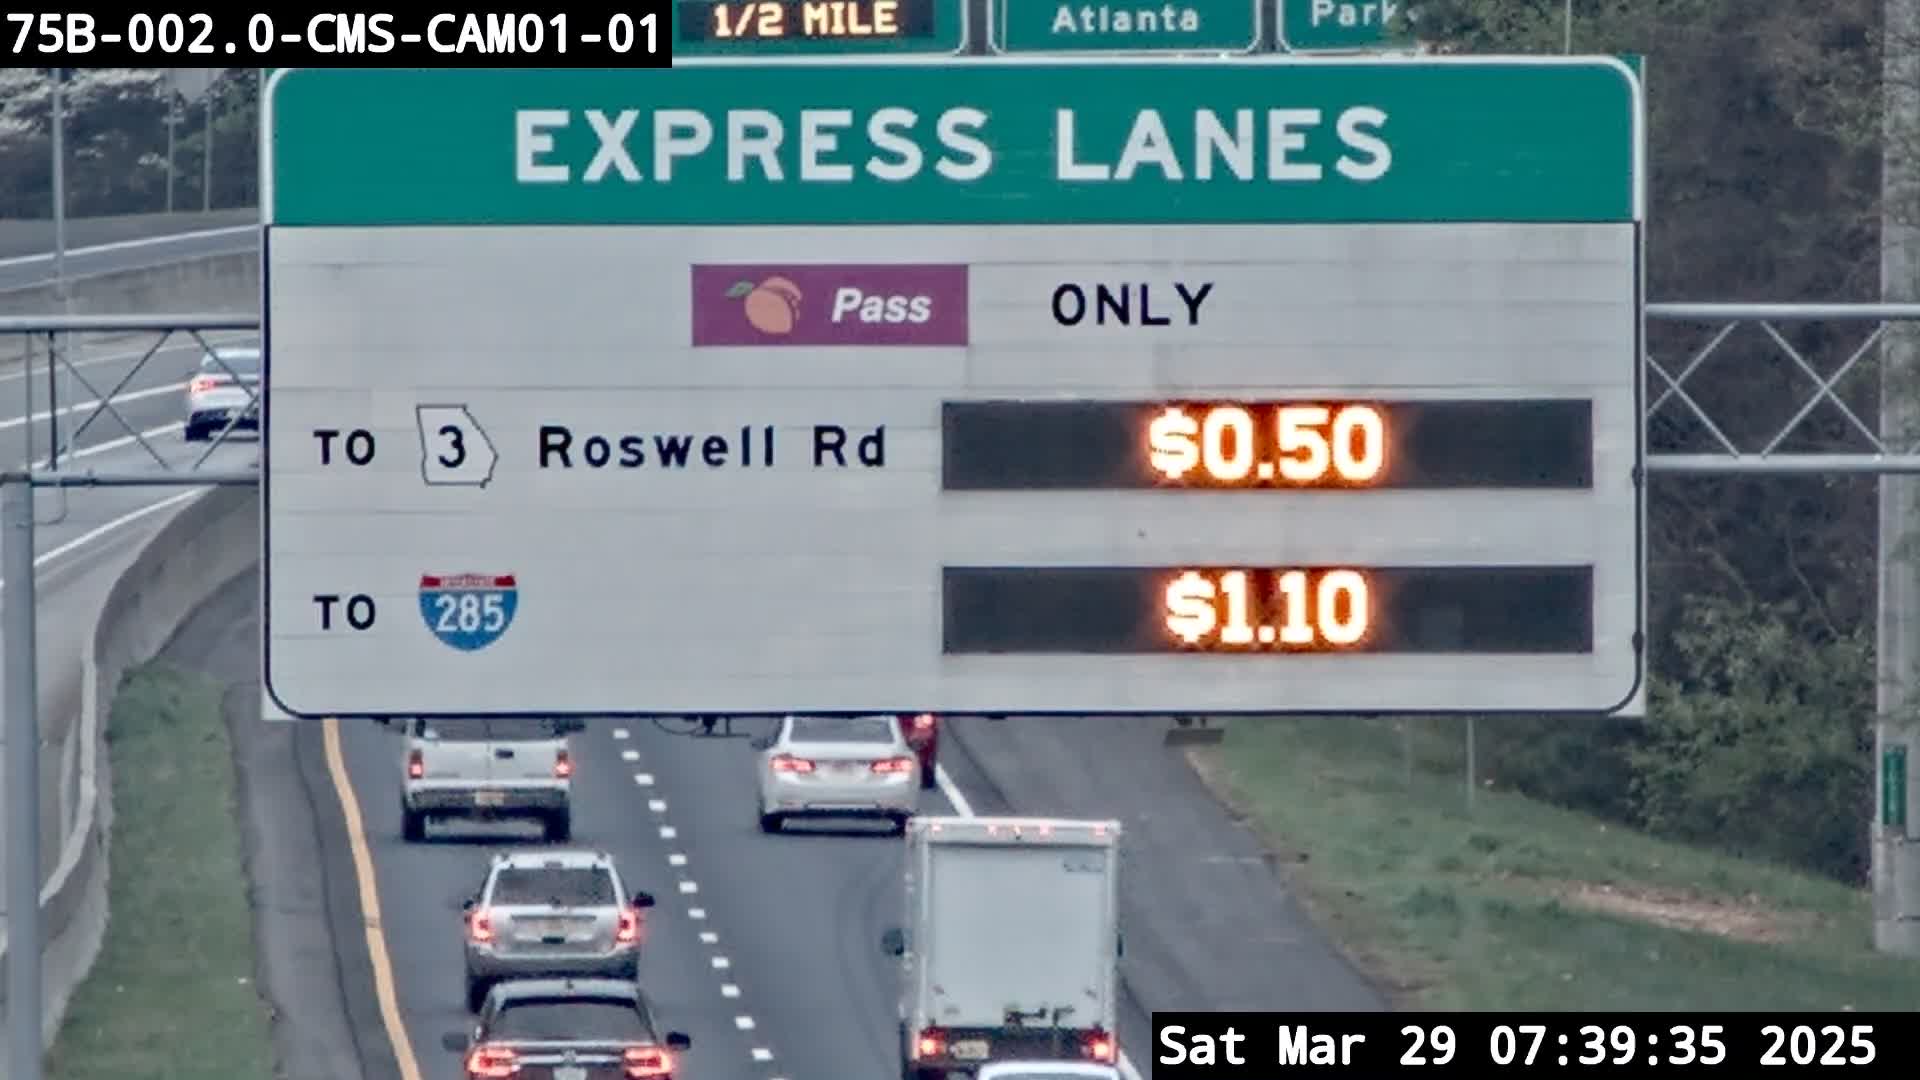 75B-002.0-CMS-CAM01-01
1/2 MILE
Atlanta
Park
EXPRESS LANES
Pass ONLY
TO 3 Roswell Rd $0.50
TO 285 $1.10
Sat Mar 29 07:39:35 2025